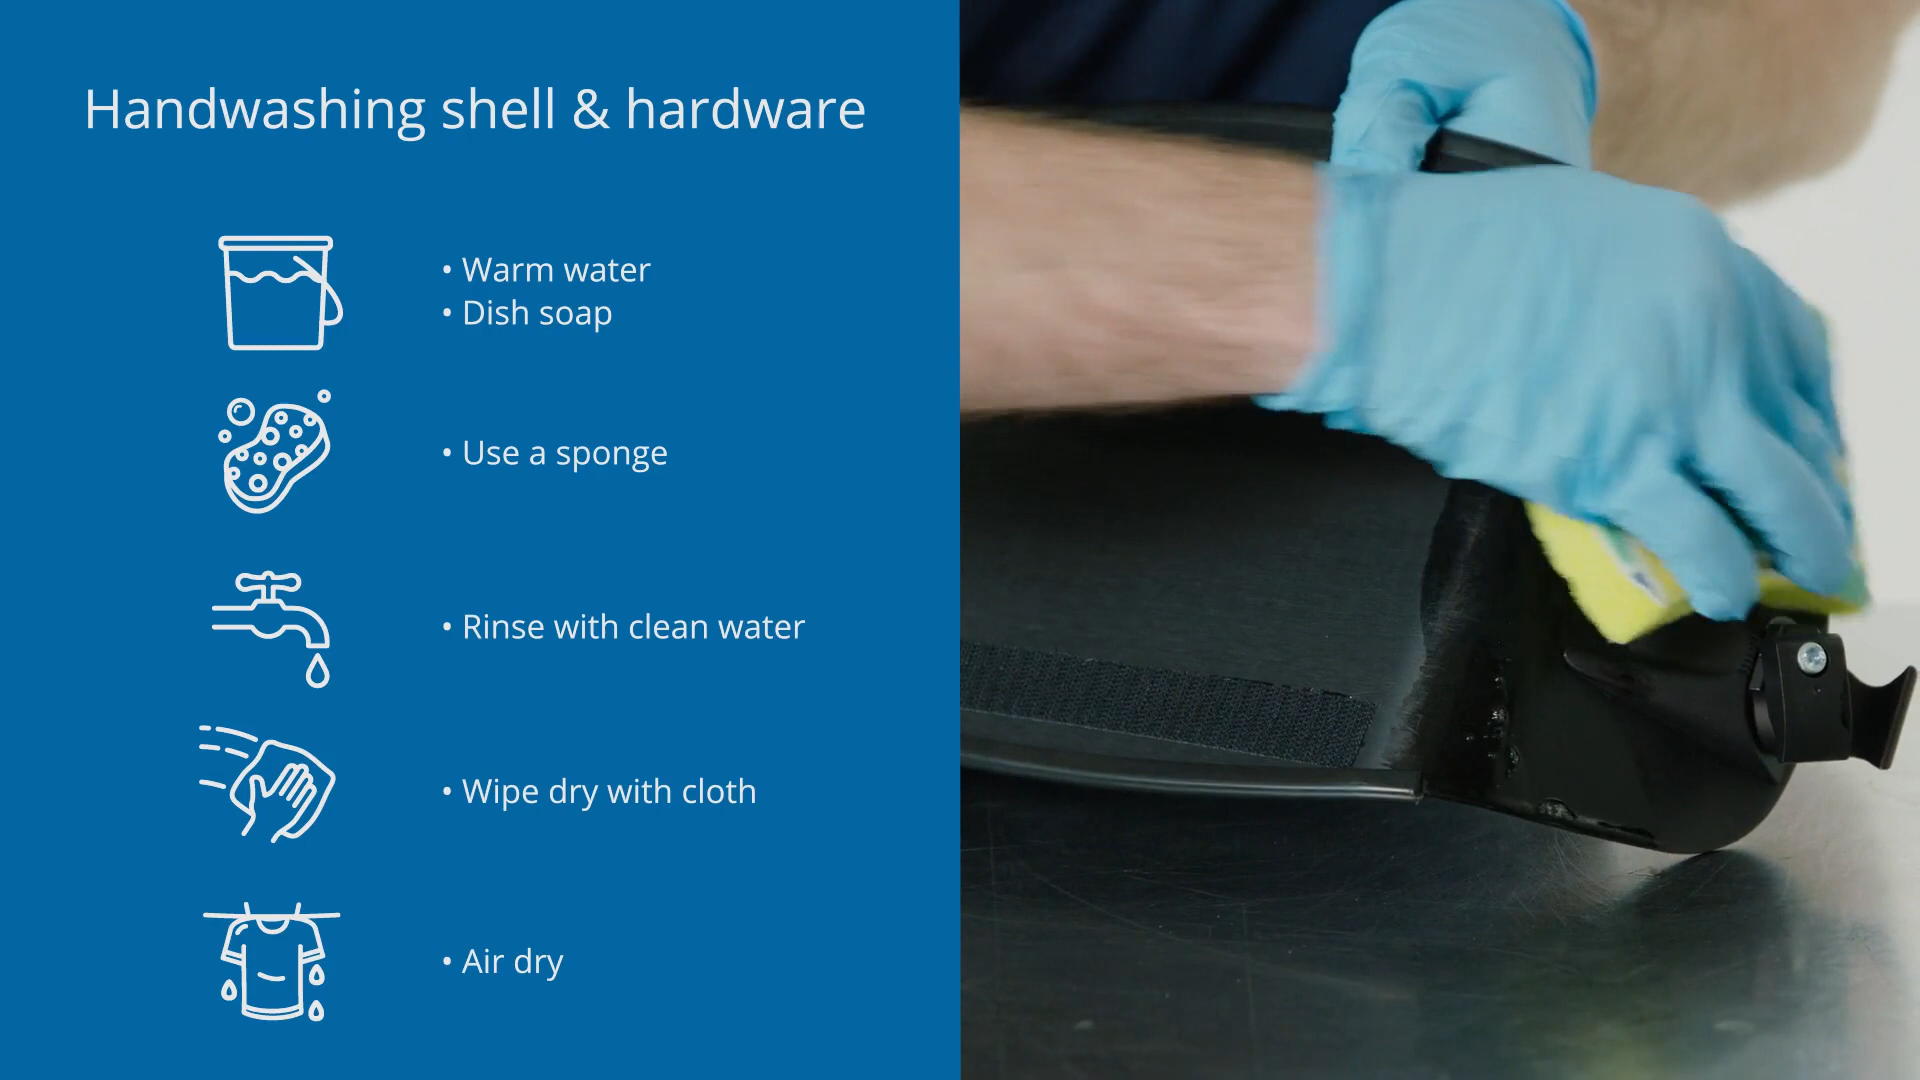 Handwashing shell & hardware
• Warm water
• Dish soap
• Use a sponge
• Rinse with clean water
• Wipe dry with cloth
• Air dry